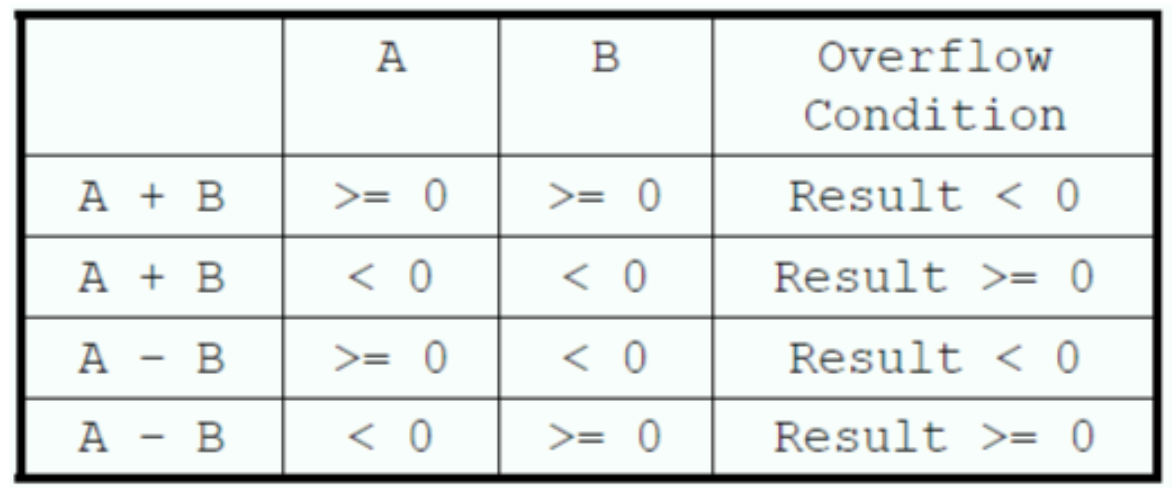 A B Overflow
Condition
A + B >= 0 >= 0 Result < 0
A + B < 0 < 0 Result >= 0
A - B >= 0 < 0 Result < 0
A - B < 0 >= 0 Result >= 0